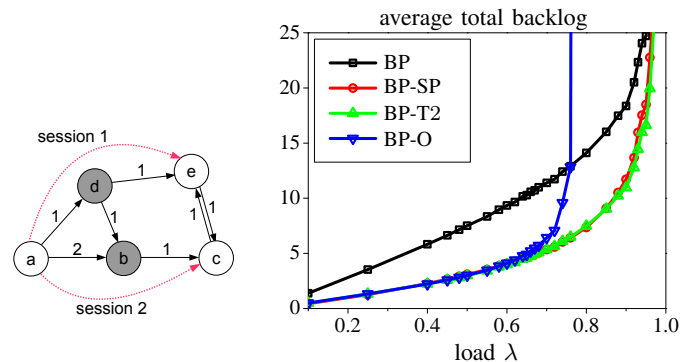 session 1
d
e
1
1
1
1
1
a
2
b
1
c
session 2
average total backlog
BP
BP-SP
BP-T2
BP-O
25
20
15
10
5
0
0.2
0.4
0.6
0.8
1.0
load λ